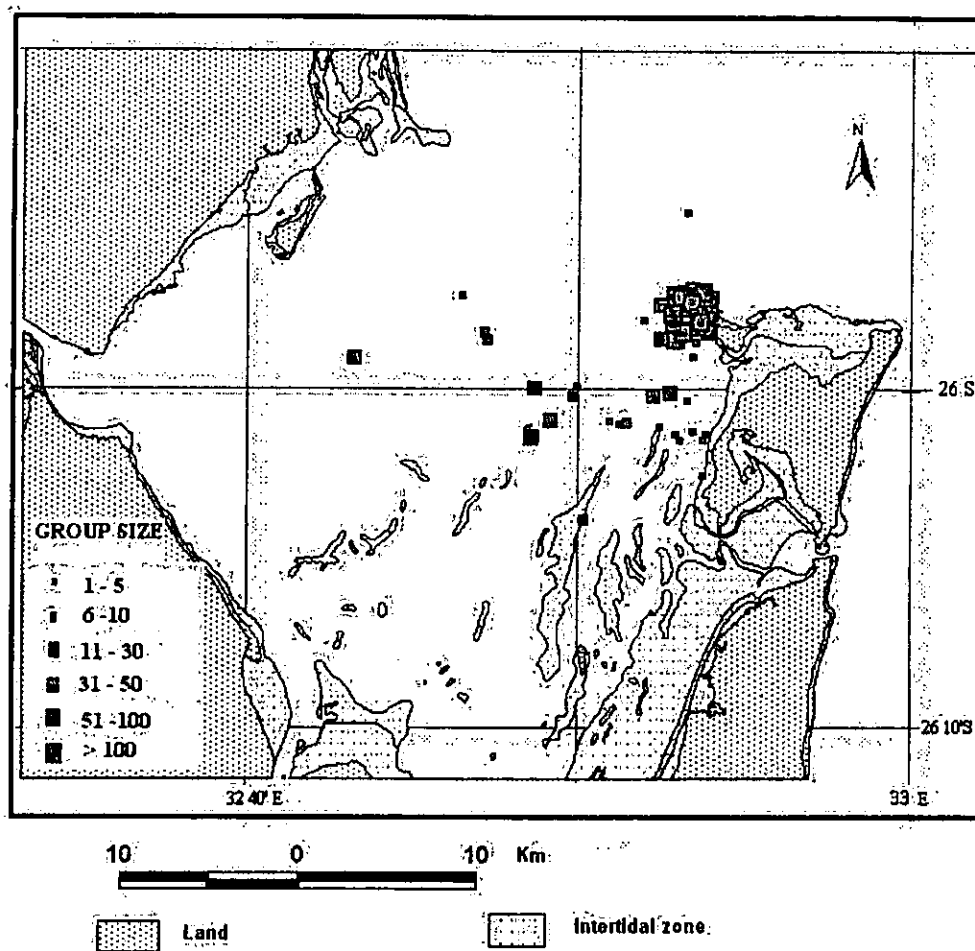 N
26 S
GROUP SIZE
1 - 5
6 - 10
11 - 30
31 - 50
51 - 100
> 100
26 10 S
32 40' E
33 E
10 0 10 Km
Land
Intertidal zone